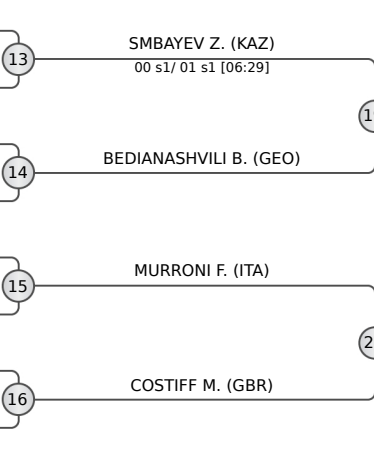 SMBAYEV Z. (KAZ)
13
00 s1/ 01 s1 [06:29]
BEDIANASHVILI B. (GEO)
14
MURRONI F. (ITA)
15
COSTIFF M. (GBR)
16